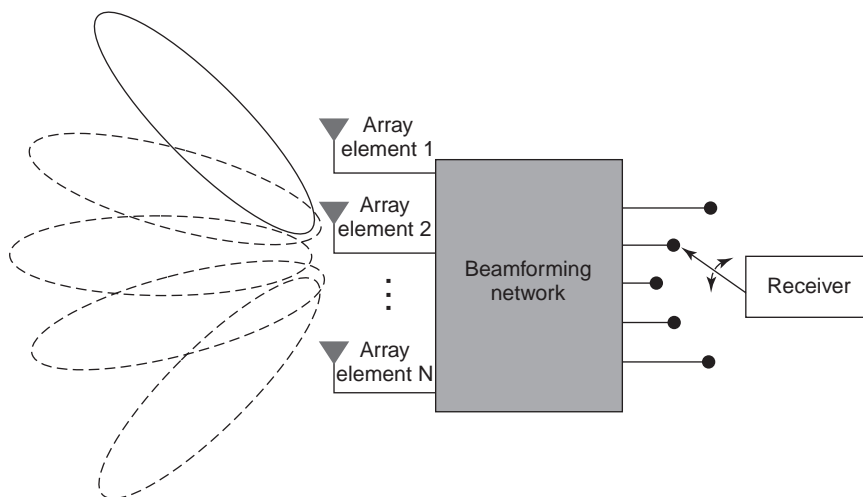 Array
element 1
Array
element 2
Beamforming
network
Receiver
Array
element N